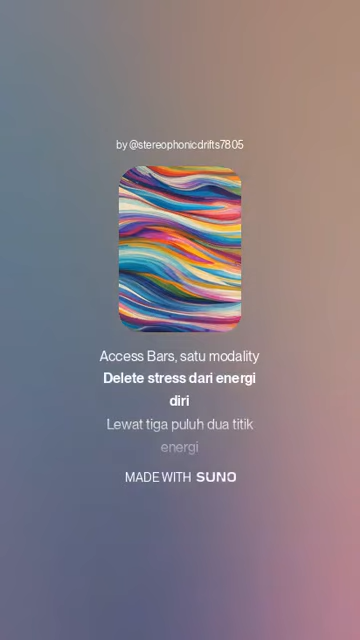 by @stereophonicdrifts7805
Access Bars, satu modality
Delete stress dari energi
diri
Lewat tiga puluh dua titik
energi
MADE WITH SUNO